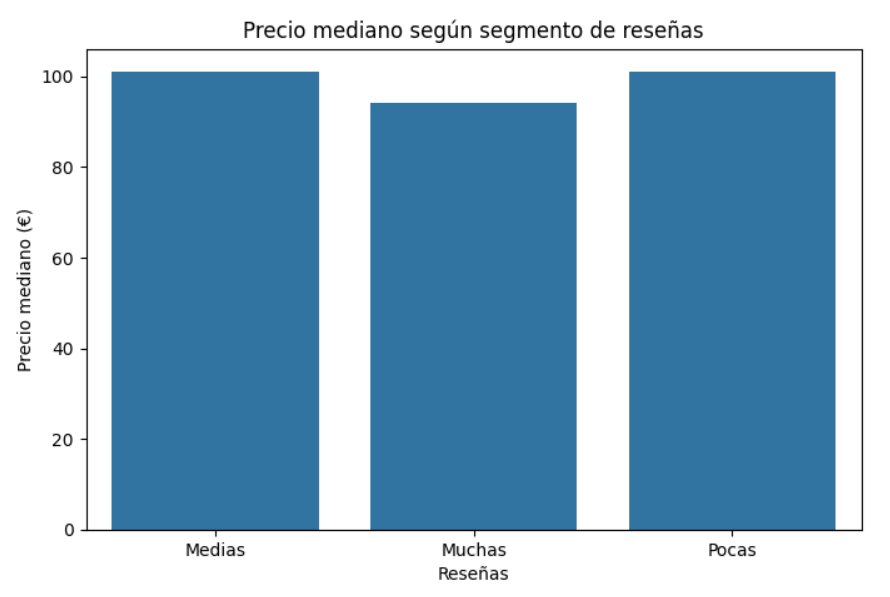 Precio mediano según segmento de reseñas
Precio mediano (€)
100
80
60
40
20
0
Medias Muchas Pocas
Reseñas